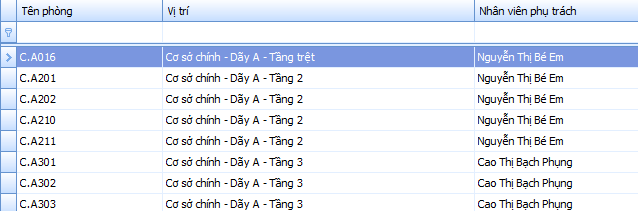 Tên phòng Vị trí Nhân viên phụ trách
C.A016 Cơ sở chính - Dãy A - Tầng trệt Nguyễn Thị Bé Em
C.A201 Cơ sở chính - Dãy A - Tầng 2 Nguyễn Thị Bé Em
C.A202 Cơ sở chính - Dãy A - Tầng 2 Nguyễn Thị Bé Em
C.A210 Cơ sở chính - Dãy A - Tầng 2 Nguyễn Thị Bé Em
C.A211 Cơ sở chính - Dãy A - Tầng 2 Nguyễn Thị Bé Em
C.A301 Cơ sở chính - Dãy A - Tầng 3 Cao Thị Bạch Phụng
C.A302 Cơ sở chính - Dãy A - Tầng 3 Cao Thị Bạch Phụng
C.A303 Cơ sở chính - Dãy A - Tầng 3 Cao Thị Bạch Phụng